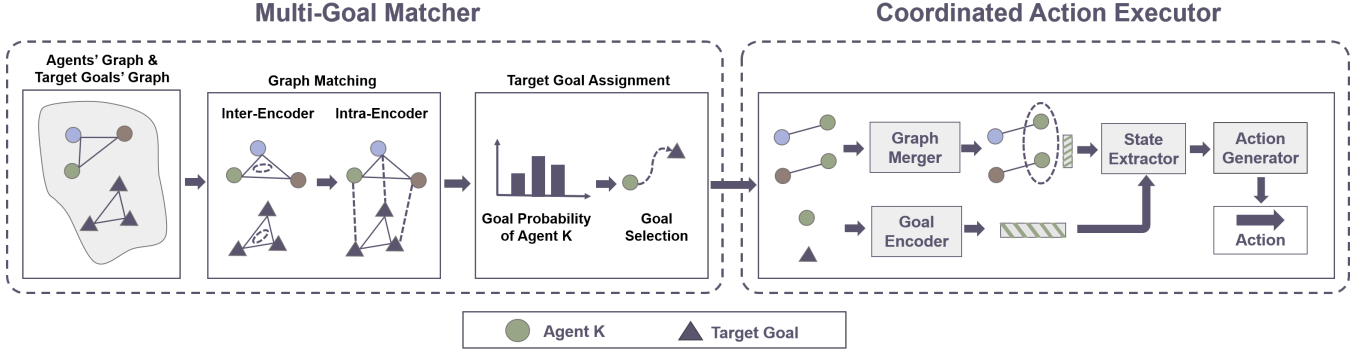 Multi-Goal Matcher
Coordinated Action Executor
Agents' Graph &
Target Goals' Graph
Graph Matching
Target Goal Assignment
Inter-Encoder
Intra-Encoder
Goal Probability
of Agent K
Goal
Selection
Graph
Merger
State
Extractor
Action
Generator
Goal
Encoder
Action
Agent K
Target Goal